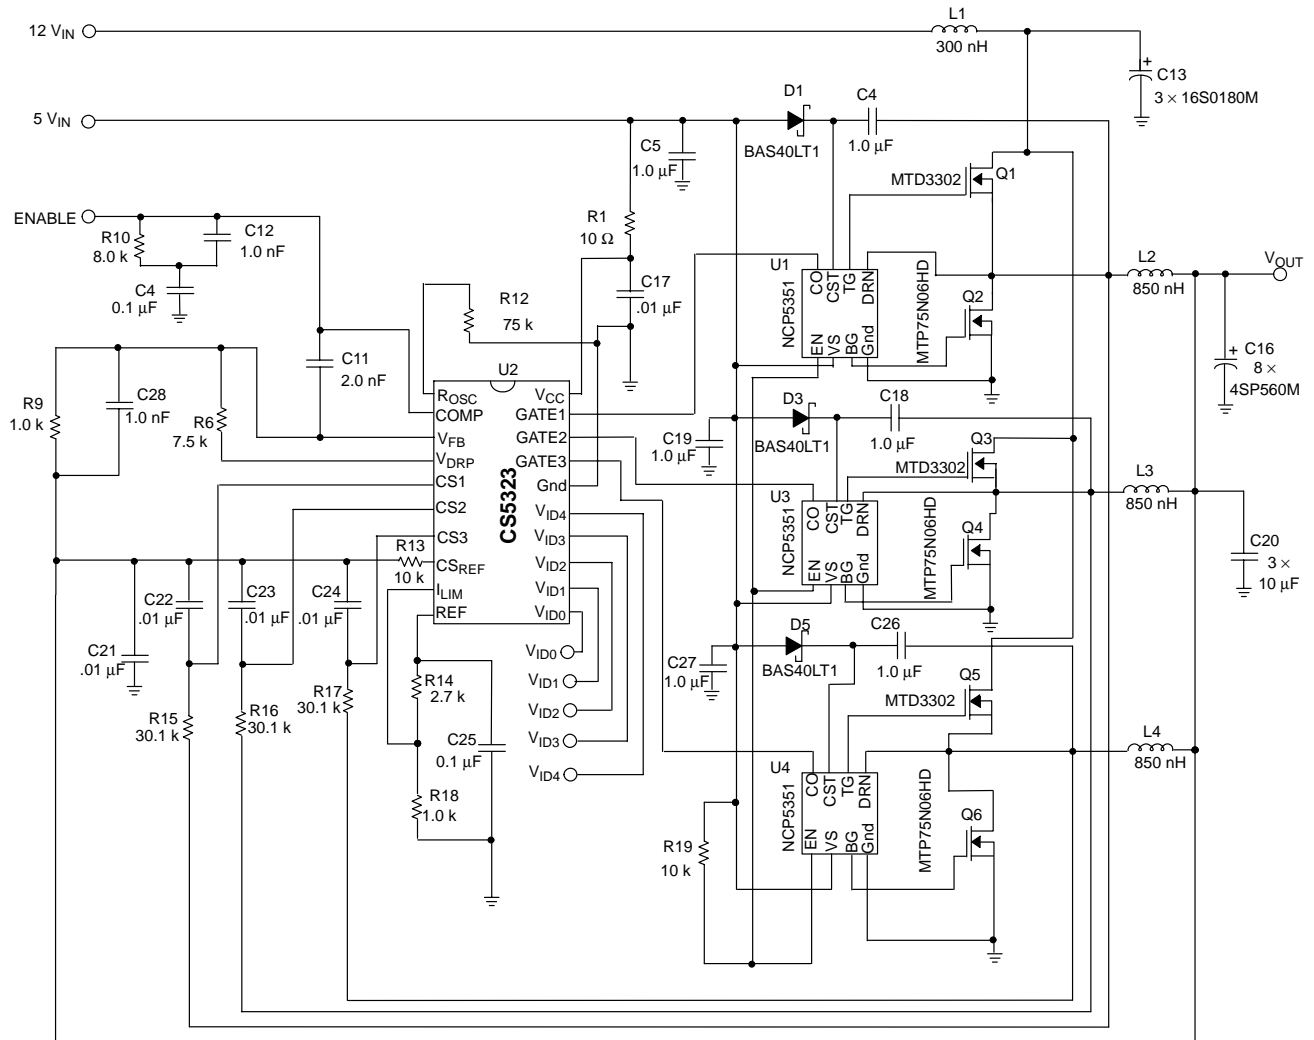 12 VIN
L1
300 nH
C13
3 × 16S0180M
5 VIN
D1
BAS40LT1
C4
1.0 µF
C5
1.0 µF
MTD3302
Q1
ENABLE
R10
8.0 k
C12
1.0 nF
C4
0.1 µF
R1
10 Ω
C17
.01 µF
U1
NCP5351
CO
CST
TG
DRN
EN
VS
BG
Gnd
MTP75N06HD
Q2
L2
850 nH
VOUT
C16
8 ×
4SP560M
R12
75 k
C11
2.0 nF
R9
1.0 k
C28
1.0 nF
R6
7.5 k
U2
CS5323
ROSC
COMP
VFB
VDRP
CS1
CS2
CS3
CSREF
ILIM
REF
VCC
GATE1
GATE2
GATE3
Gnd
VID4
VID3
VID2
VID1
VID0
D3
BAS40LT1
C18
1.0 µF
C19
1.0 µF
MTD3302
Q3
U3
NCP5351
CO
CST
TG
DRN
EN
VS
BG
Gnd
MTP75N06HD
Q4
L3
850 nH
C20
3 ×
10 µF
R13
10 k
C22
.01 µF
C23
.01 µF
C24
.01 µF
C21
.01 µF
R15
30.1 k
R16
30.1 k
R17
30.1 k
R14
2.7 k
C25
0.1 µF
R18
1.0 k
VID0
VID1
VID2
VID3
VID4
D5
BAS40LT1
C26
1.0 µF
C27
1.0 µF
Q5
MTD3302
U4
NCP5351
CO
CST
TG
DRN
EN
VS
BG
Gnd
MTP75N06HD
Q6
L4
850 nH
R19
10 k